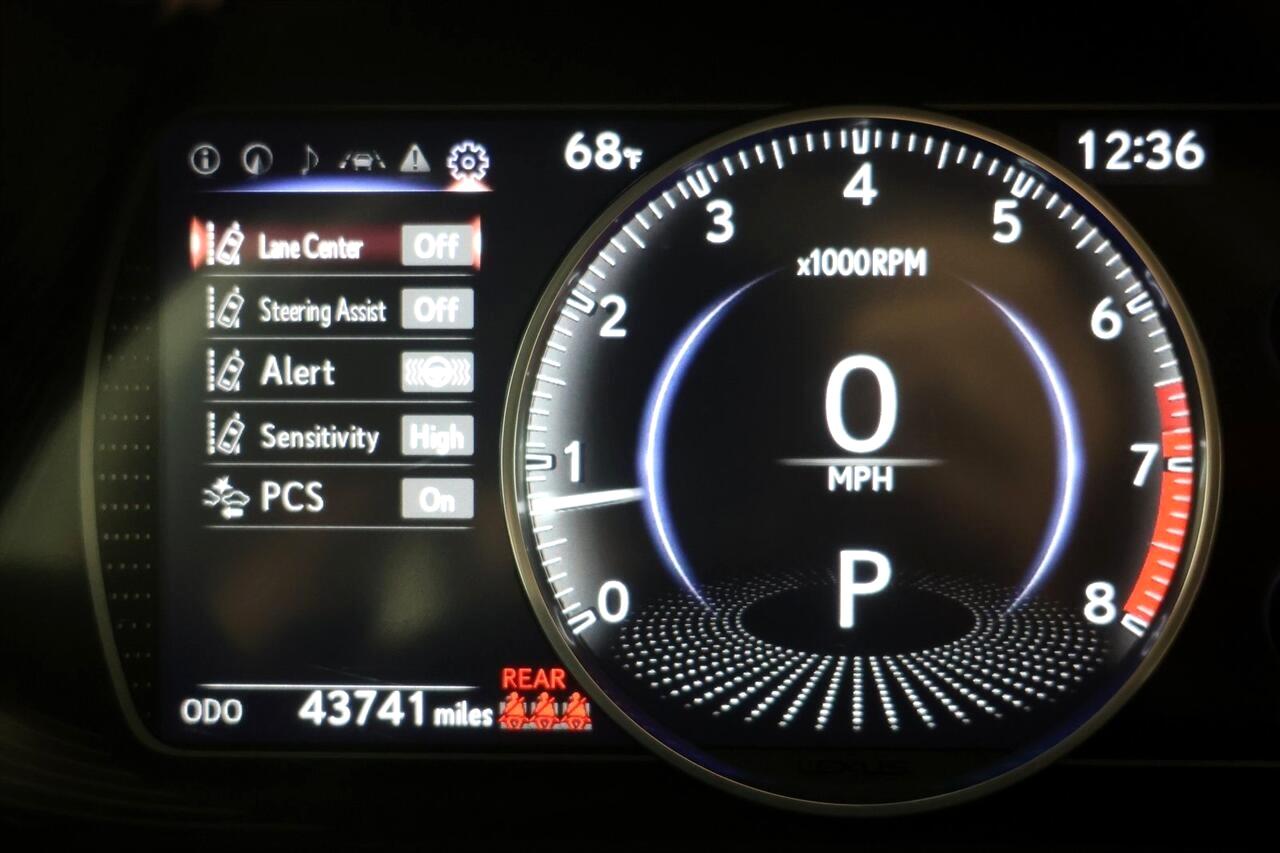 68°F
12:36
Lane Center Off
Steering Assist Off
Alert
Sensitivity High
PCS On
0
1
2
3
4
5
6
7
8
x1000RPM
0
MPH
P
REAR
ODO 43741 miles
LEXUS